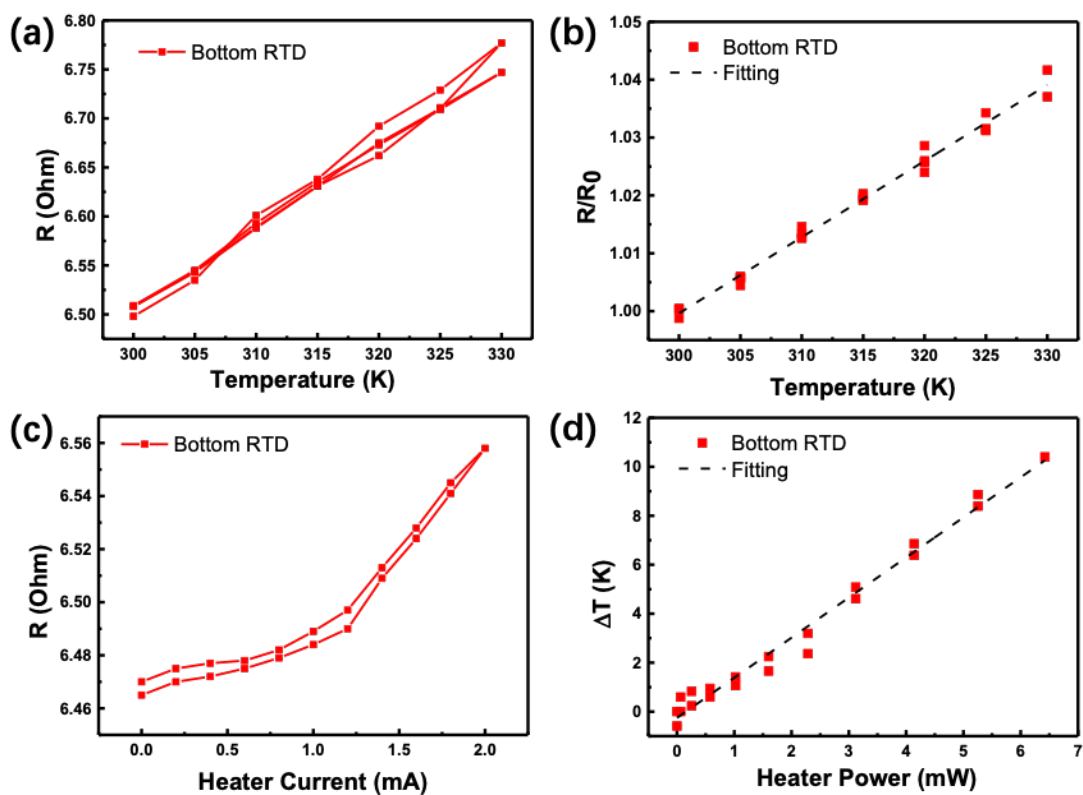 (a)
Bottom RTD
6.80
6.75
6.70
6.65
6.60
6.55
6.50
R (Ohm)
300 305 310 315 320 325 330
Temperature (K)
(b)
Bottom RTD
Fitting
1.05
1.04
1.03
1.02
1.01
1.00
R/R0
300 305 310 315 320 325 330
Temperature (K)
(c)
Bottom RTD
6.56
6.54
6.52
6.50
6.48
6.46
R (Ohm)
0.0 0.5 1.0 1.5 2.0
Heater Current (mA)
(d)
Bottom RTD
Fitting
12
10
8
6
4
2
0
ΔT (K)
0 1 2 3 4 5 6 7
Heater Power (mW)